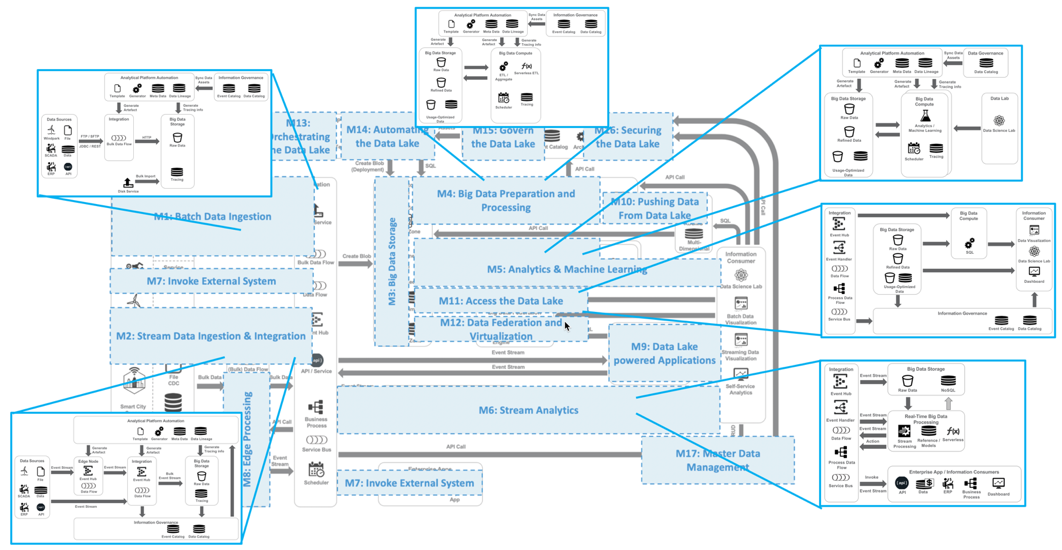 Analytical Platform Automation
Information Governance
Template
Generator
Meta Data
Data Lineage
Event Catalog
Data Catalog
Sync Data
Assets
Generate
Artefact
Generate
Tracing Info
Big Data Storage
Raw Data
Refined Data
Usage-Optimized
Data
Big Data Compute
ETL /
Aggregate
Serverless ETL
Scheduler
Tracing
Analytical Platform Automation
Data Governance
Template
Generator
Meta Data
Data Lineage
Data Catalog
Sync Data
Assets
Generate
Artefact
Generate
Tracing Info
Big Data Storage
Raw Data
Refined Data
Usage-Optimized
Data
Big Data
Compute
Analytics /
Machine Learning
Scheduler
Tracing
Data Lab
Data Science Lab
Analytical Platform Automation
Information Governance
Template
Generator
Meta Data
Data Lineage
Event Catalog
Data Catalog
Sync Data
Assets
Generate
Artefact
Generate
Tracing Info
Data Sources
File
SCADA
Data
ERP
API
FTP / SFTP
JDBC / REST
Integration
Bulk Data Flow
HTTP
Big Data
Storage
Raw Data
Tracing
Bulk Import
Disk Service
M13:
Orchestrating
the Data Lake
M14: Automating
the Data Lake
M15: Govern
the Data Lake
M16: Securing
the Data Lake
Create Blob
(Deployment)
SQL
API Call
API Call
M1: Batch Data Ingestion
M3: Big Data Storage
M4: Big Data Preparation and
Processing
M10: Pushing Data
From Data Lake
API Call
SQL
Multi-
Dimensional
Bulk Data Flow
Create Blob
M7: Invoke External System
M5: Analytics & Machine Learning
M11: Access the Data Lake
M12: Data Federation and
Virtualization
Information
Consumer
Data Science Lab
Batch Data
Visualization
Streaming Data
Visualization
Self-Service
Analytics
M2: Stream Data Ingestion & Integration
Event Stream
Event Stream
M9: Data Lake
powered Applications
API / Service
File
CDC
(Bulk) Data Flow
Bulk Data
Bulk Data
Smart City
M8: Edge Processing
Business
Process
Service Bus
Scheduler
API Call
Event
Stream
M6: Stream Analytics
API Call
M17: Master Data
Management
M7: Invoke External System
App
Integration
Event Hub
Event Handler
Data Flow
Process Data
Flow
Service Bus
Big Data Storage
Raw Data
Refined Data
Usage-Optimized
Data
Big Data
Compute
SQL
Information
Consumer
Data Visualization
Data Science Lab
Dashboard
Information Governance
Event Catalog
Data Catalog
Integration
Event Hub
Event Handler
Data Flow
Process Data
Flow
Service Bus
Event Stream
Event Stream
Event Stream
Action
Invoke
Event Stream
Big Data Storage
Raw Data
NoSQL
Real-Time Big Data
Processing
Stream
Processing
Reference /
Models
Serverless
Enterprise App / Information Consumers
API
Data
ERP
Business
Process
Dashboard
Analytical Platform Automation
Template
Generator
Meta Data
Data Lineage
Generate
Artefact
Generate
Artefact
Generate
Tracing Info
Data Sources
File
SCADA
Data
ERP
API
Event Stream
Event Stream
Edge Node
Event Hub
Data Flow
Event Stream
Integration
Event Hub
Data Flow
Bulk
Event Stream
Big Data
Storage
Raw Data
Tracing
Information Governance
Event Catalog
Data Catalog